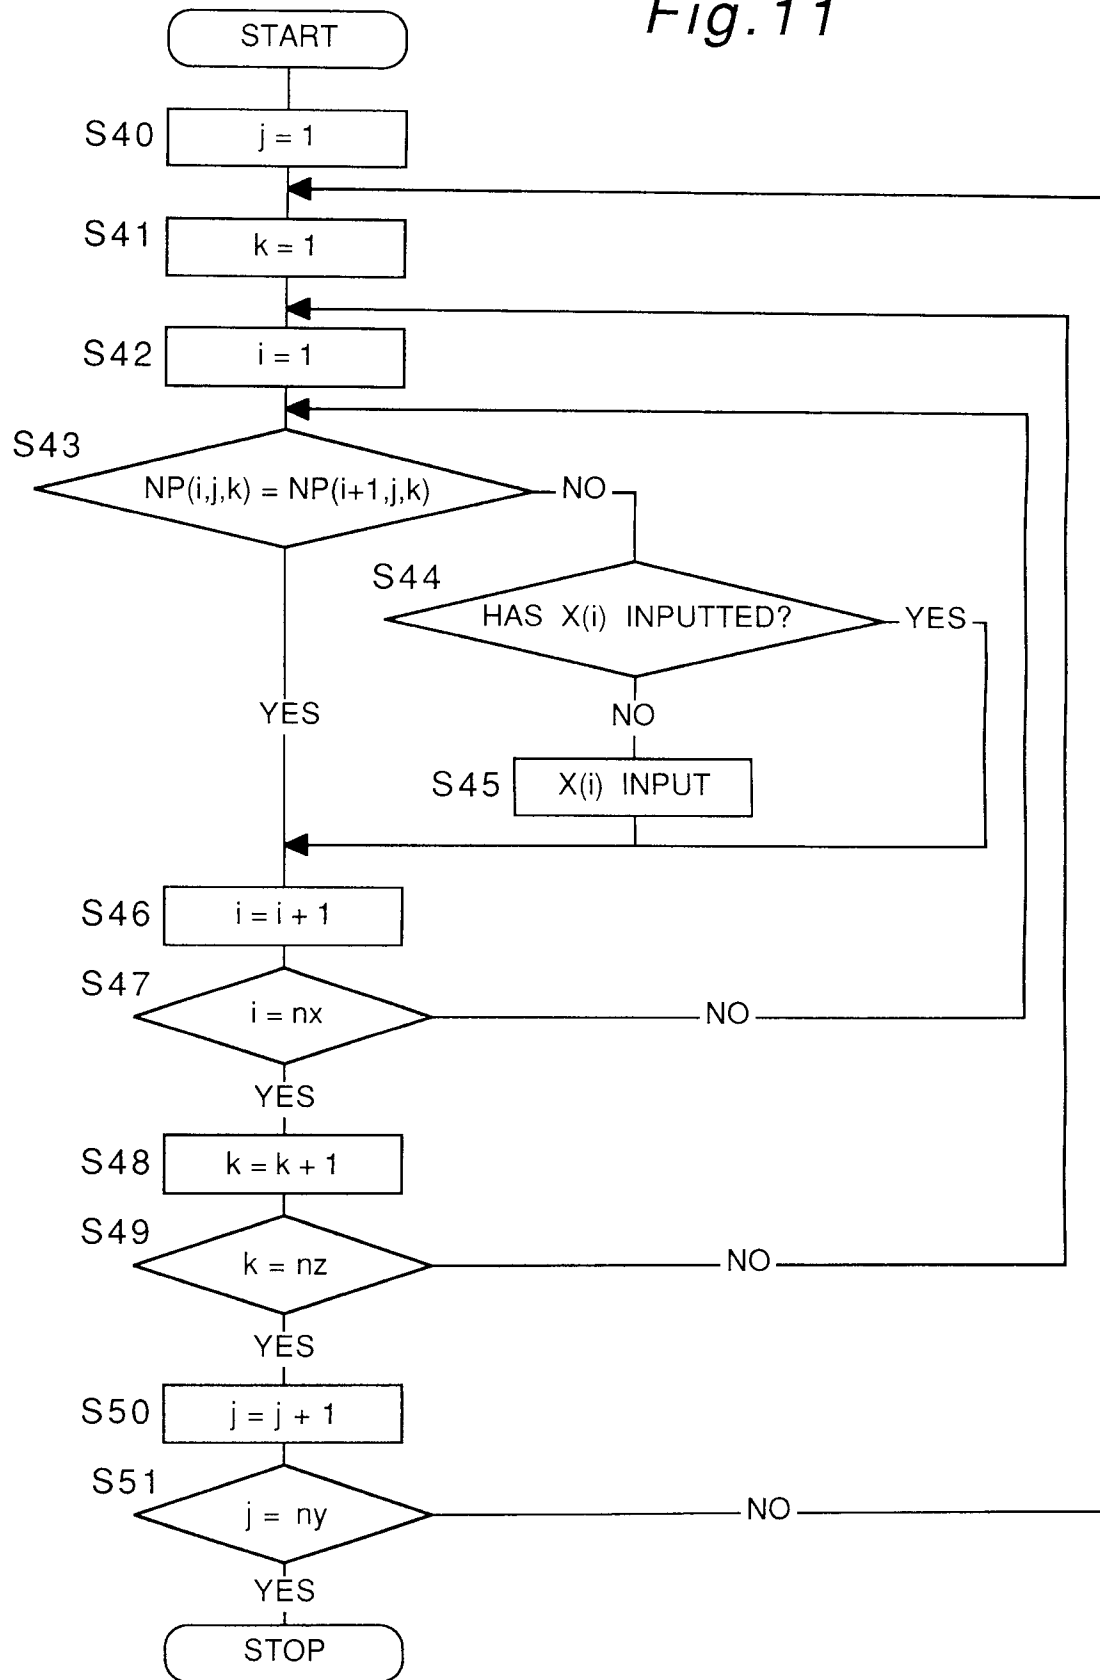 Fig.11
START
S40
j = 1
S41
k = 1
S42
i = 1
S43
NP(i,j,k) = NP(i+1,j,k)
NO
S44
HAS X(i) INPUTTED?
YES
YES
NO
S45
X(i) INPUT
S46
i = i + 1
S47
i = nx
NO
YES
S48
k = k + 1
S49
k = nz
NO
YES
S50
j = j + 1
S51
j = ny
NO
YES
STOP